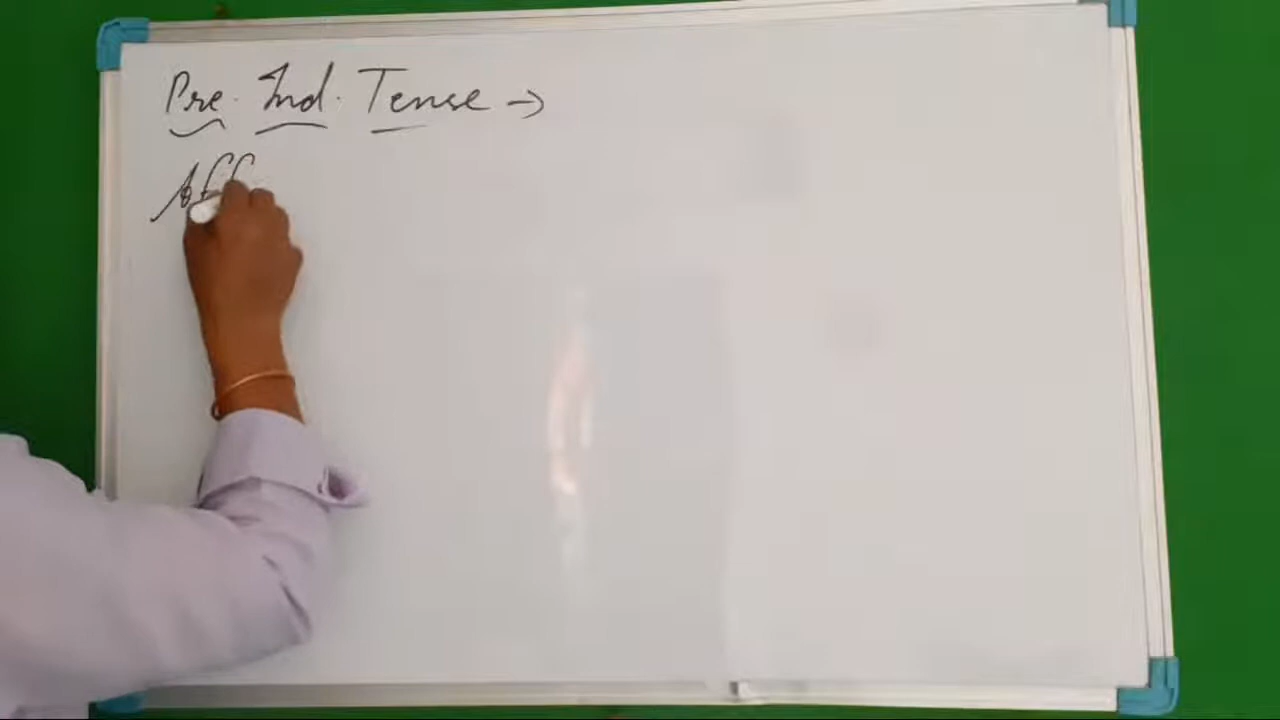 Pre. Ind. Tense →
Aff